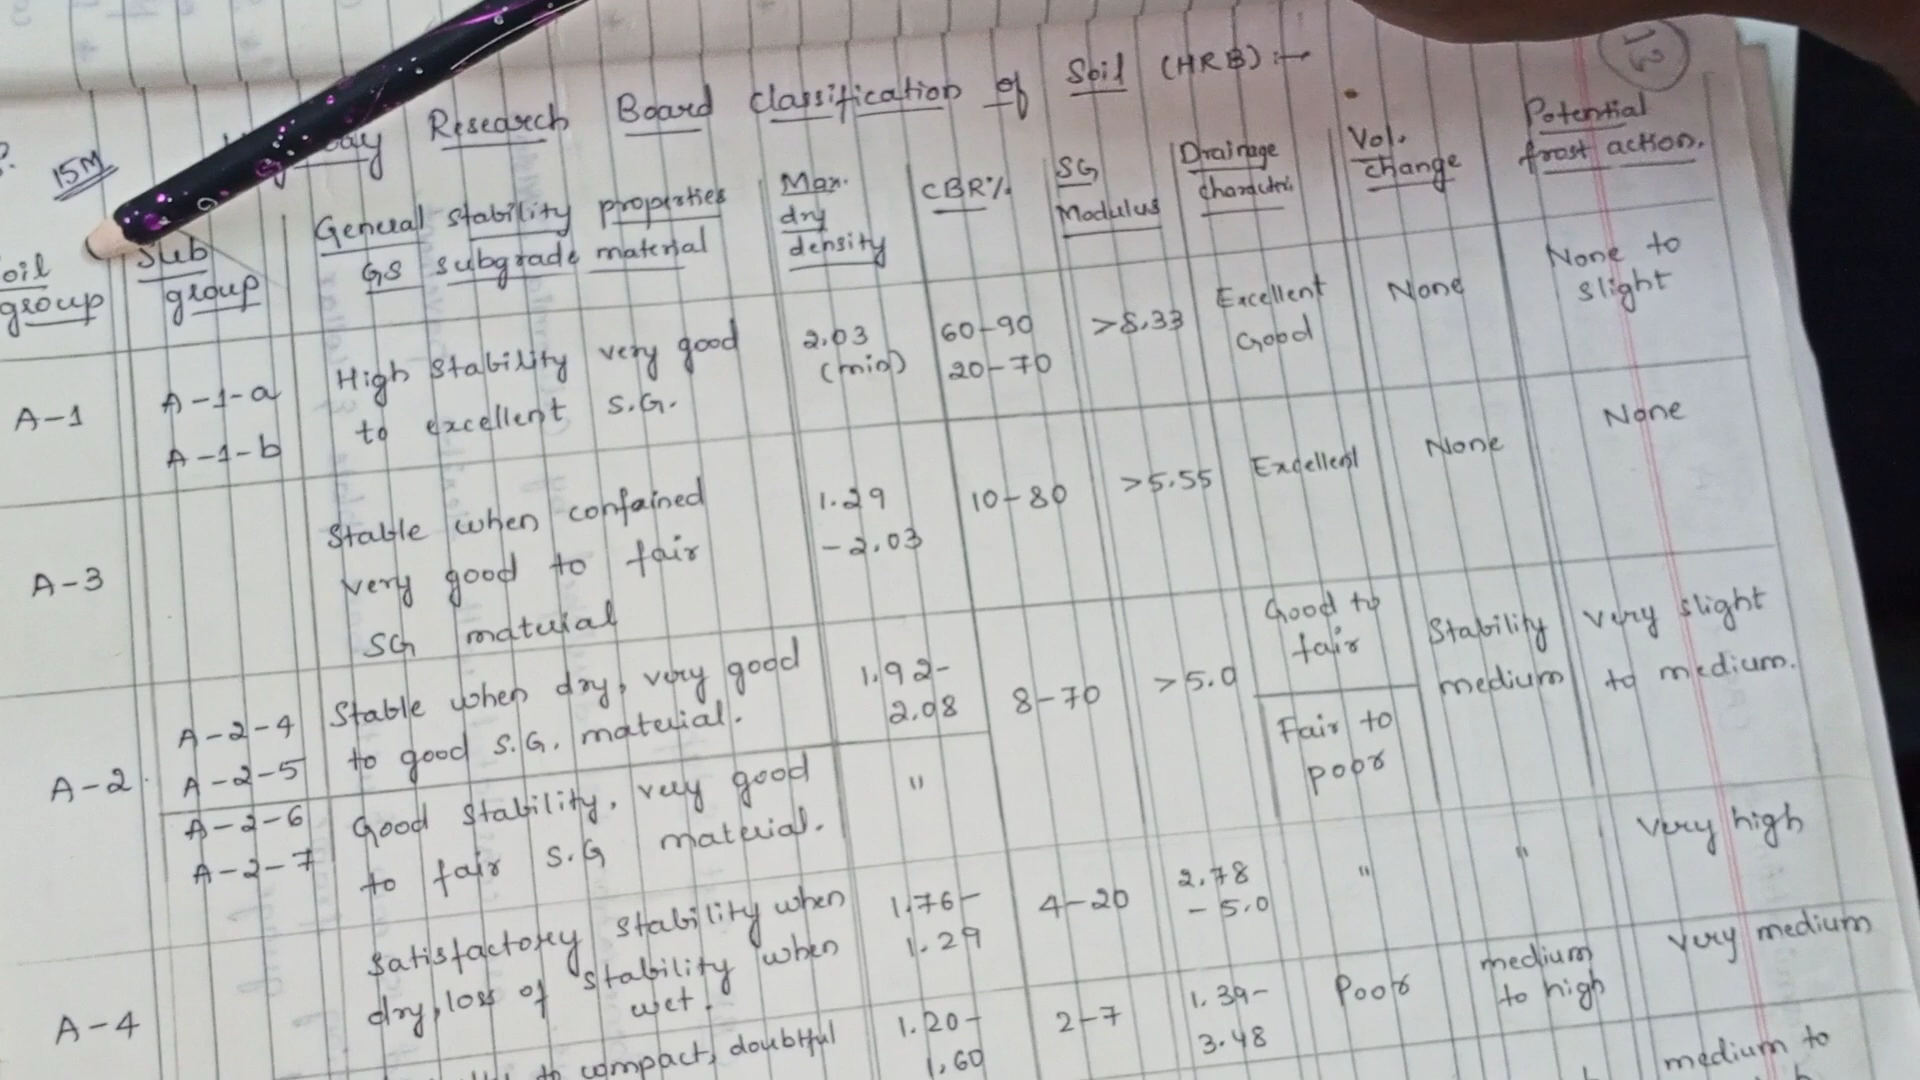 15M
Research Board Classification of Soil (HRB) :-
13
oil group
Sub group
General stability properties GS subgrade material
Max. dry density
CBR%
SG Modulus
Drainage charactri.
Vol. change
Potential frost action.
A-1
A-1-a
A-1-b
High stability very good
to excellent S.G.
2.03
(min)
60-90
20-70
>8.33
Excellent
Good
None
None to
slight
A-3
Stable when confained
very good to fair
SG material
1.29
-2.03
10-80
>5.55
Excellent
None
None
A-2
A-2-4
A-2-5
Stable when dry, very good
to good S.G. material.
1.92-
2.08
8-70
>5.0
Good to
fair
Stability
medium
very slight
to medium.
A-2-6
A-2-7
Good stability, very good
to fair S.G material.
"
Fair to
poor
A-4
Satisfactory stability when
dry, loss of stability when
wet.
1.76-
1.29
4-20
2.78
-5.0
"
"
Very high
to compact, doubtful
1.20-
1.60
2-7
1.39-
3.48
Poor
medium
to high
Very medium
medium to